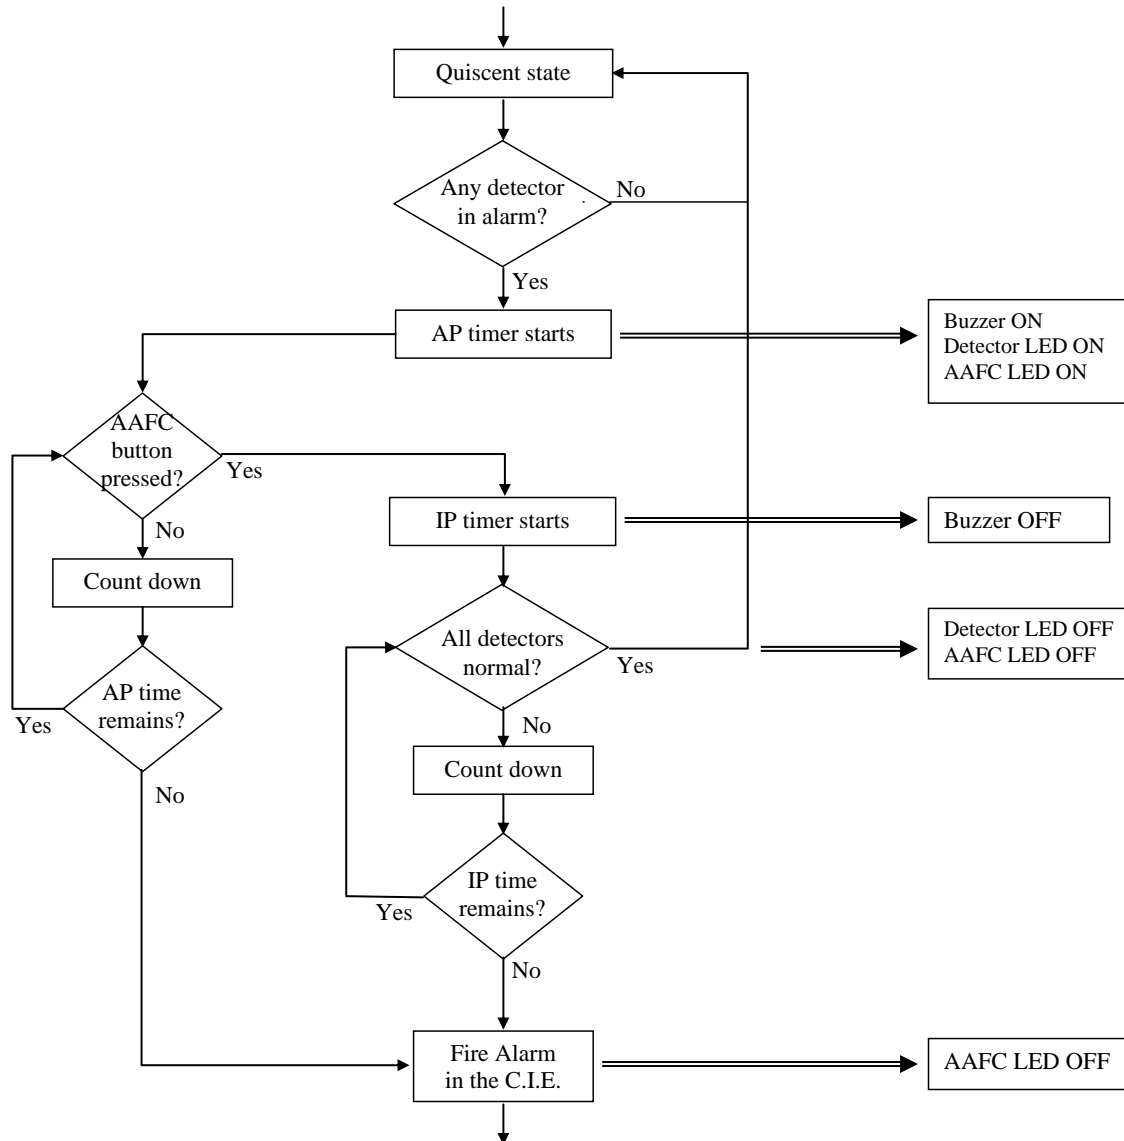 Quiscent state
Any detector
in alarm?
No
Yes
AP timer starts
Buzzer ON
Detector LED ON
AAFC LED ON
AAFC
button
pressed?
Yes
No
IP timer starts
Buzzer OFF
Count down
All detectors
normal?
Yes
Detector LED OFF
AAFC LED OFF
AP time
remains?
Yes
No
No
Count down
IP time
remains?
Yes
No
Fire Alarm
in the C.I.E.
AAFC LED OFF